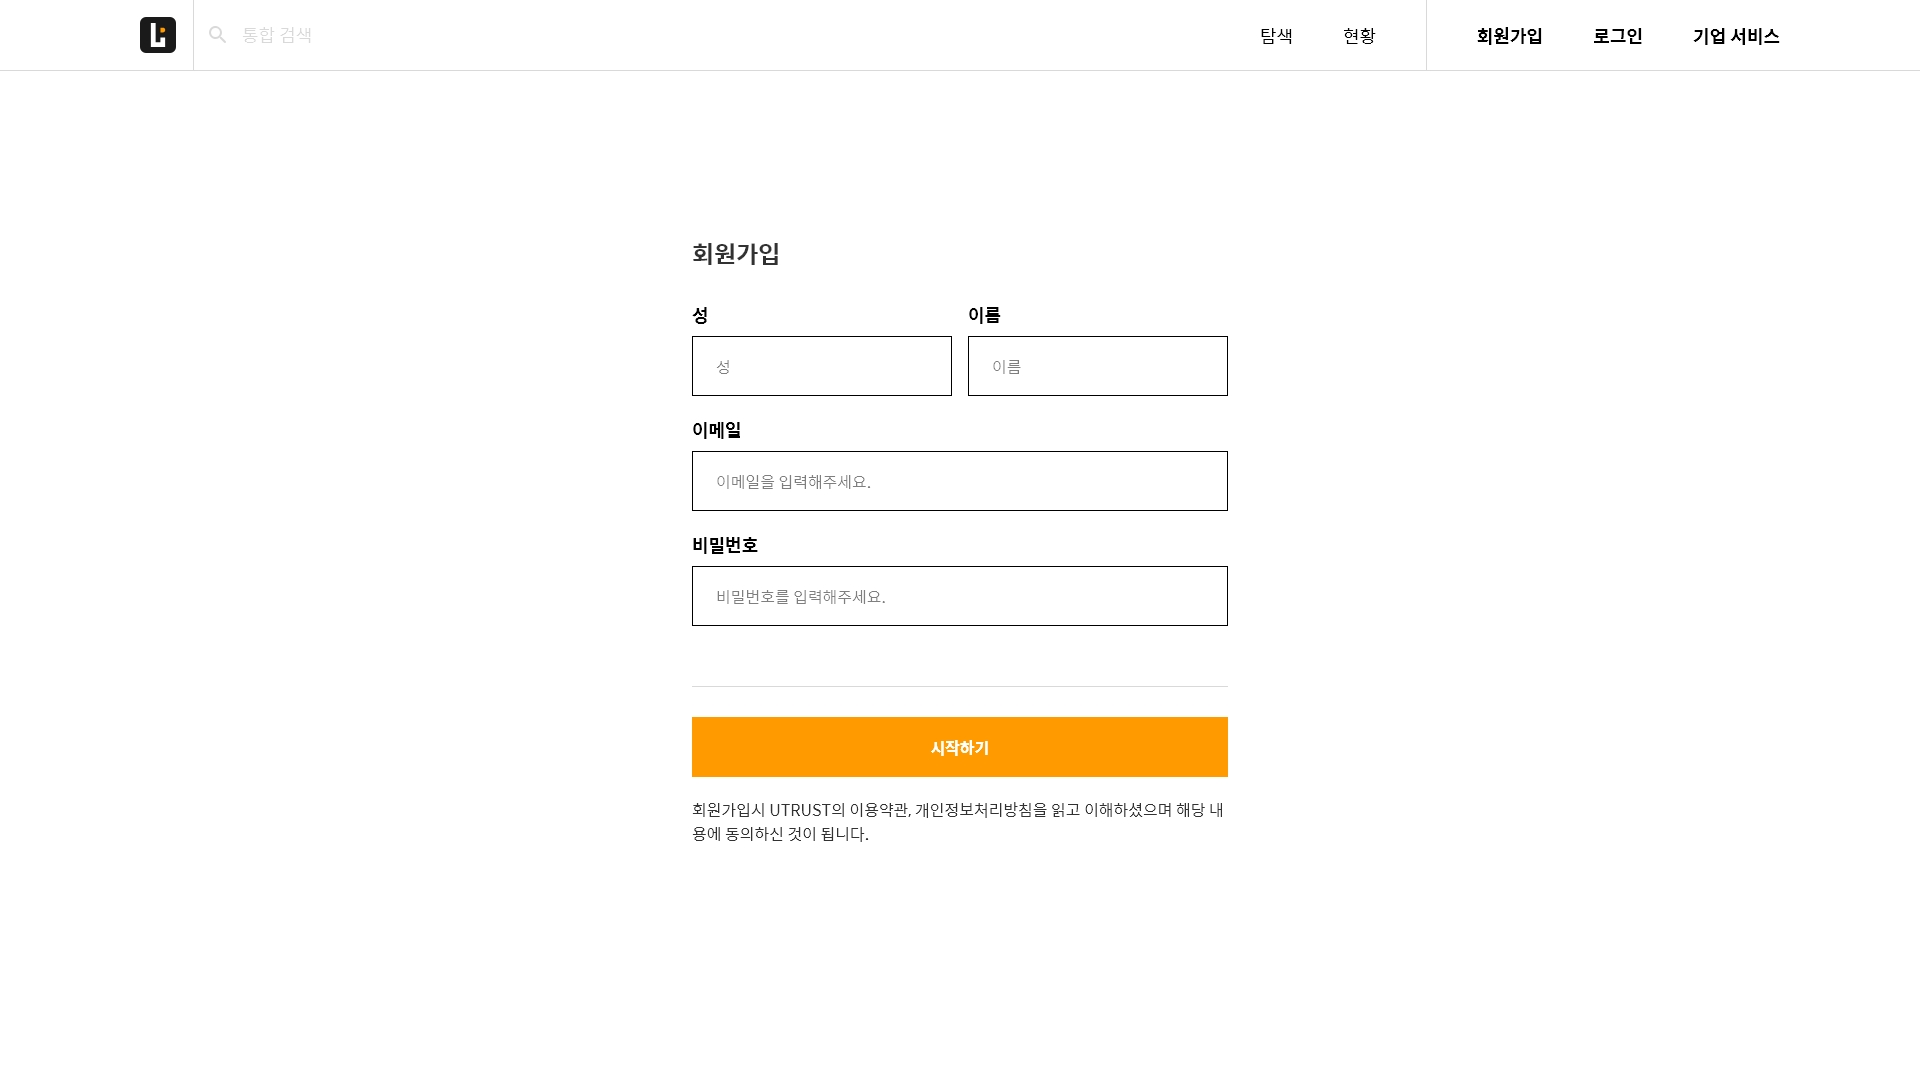 통합 검색
탐색
현황
회원가입
로그인
기업 서비스
회원가입
성
이름
성
이름
이메일
이메일을 입력해주세요.
비밀번호
비밀번호를 입력해주세요.
시작하기
회원가입시 UTRUST의 이용약관, 개인정보처리방침을 읽고 이해하셨으며 해당 내
용에 동의하신 것이 됩니다.